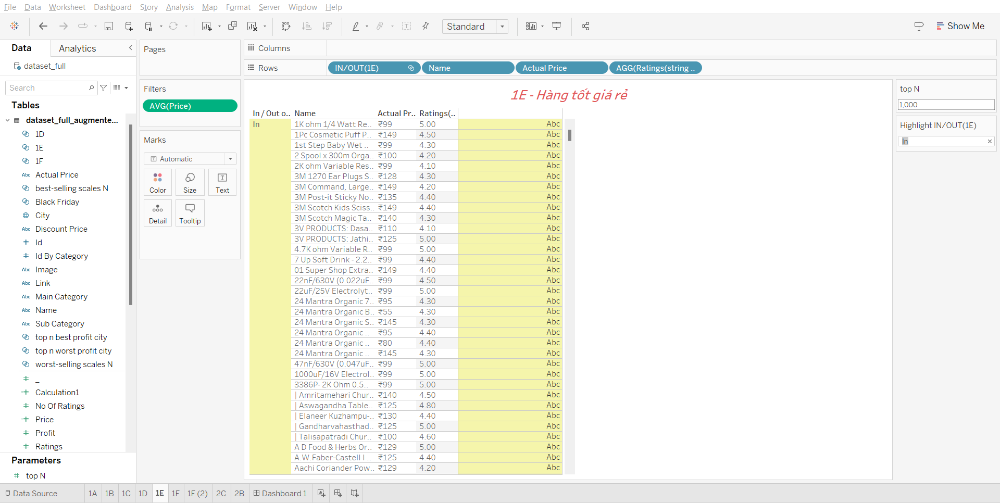 File Data Worksheet Dashboard Story Analysis Map Format Server Window Help
Standard
Show Me
Data Analytics
dataset_full
Search
Tables
dataset_full_augmente...
1D
1E
1F
Abc Actual Price
best-selling scales N
Black Friday
City
Abc Discount Price
# Id
# Id By Category
Abc Image
Abc Link
Abc Main Category
Abc Name
Abc Sub Category
top n best profit city
top n worst profit city
worst-selling scales N
# _
=# Calculation1
# No Of Ratings
=# Price
# Profit
# Ratings
Parameters
# top N
Pages
Filters
AVG(Price)
Marks
Automatic
Color Size Text
Detail Tooltip
Columns
Rows IN/OUT(1E) Name Actual Price AGG(Ratings(string ..
1E - Hàng tốt giá rẻ
In / Out o.. Name Actual Pr.. Ratings(..
In 1K ohm 1/4 Watt Re.. ₹99 5.00 Abc
1Pc Cosmetic Puff P.. ₹149 4.50 Abc
1st Step Baby Wet .. ₹99 4.30 Abc
2 Spool x 300m Orga.. ₹100 4.20 Abc
2K ohm Variable Res.. ₹99 4.10 Abc
3M 1270 Ear Plugs S.. ₹128 4.30 Abc
3M Command, Large.. ₹149 4.20 Abc
3M Post-it Sticky No.. ₹135 4.40 Abc
3M Scotch Kids Sciss.. ₹149 4.40 Abc
3M Scotch Magic Ta.. ₹140 4.30 Abc
3V PRODUCTS: Dasa.. ₹110 4.10 Abc
3V PRODUCTS: Jathi.. ₹125 5.00 Abc
4.7K ohm Variable R.. ₹99 5.00 Abc
7 Up Soft Drink - 2.2.. ₹99 4.40 Abc
01 Super Shop Extra.. ₹149 4.40 Abc
22nF/630V (0.022uF.. ₹99 4.50 Abc
22uF/25V Electrolyt.. ₹99 5.00 Abc
24 Mantra Organic 7.. ₹95 4.30 Abc
24 Mantra Organic B.. ₹55 4.30 Abc
24 Mantra Organic S.. ₹145 4.30 Abc
24 Mantra Organic .. ₹95 4.40 Abc
24 Mantra Organic .. ₹80 4.40 Abc
24 Mantra Organic .. ₹145 4.30 Abc
47nF/630V (0.047uF.. ₹99 5.00 Abc
1000uF/16V Electrol.. ₹99 5.00 Abc
3386P- 2K Ohm 0.5.. ₹99 5.00 Abc
| Amritamehari Chur.. ₹140 4.50 Abc
| Aswagandha Table.. ₹125 4.80 Abc
| Elaneer Kuzhampu-.. ₹130 4.40 Abc
| Gandharvahasthad.. ₹125 5.00 Abc
| Talisapatradi Chur.. ₹100 4.60 Abc
A D Food & Herbs Or.. ₹129 5.00 Abc
A.W.Faber-Castell I .. ₹125 4.40 Abc
Aachi Coriander Pow.. ₹129 4.20 Abc
top N
1,000
Highlight IN/OUT(1E)
In
Data Source 1A 1B 1C 1D 1E 1F 1F (2) 2C 2B Dashboard 1